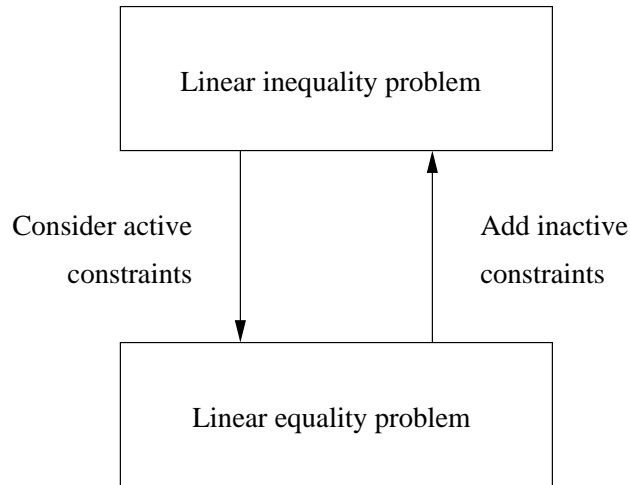 Linear inequality problem
Consider active
constraints
Add inactive
constraints
Linear equality problem